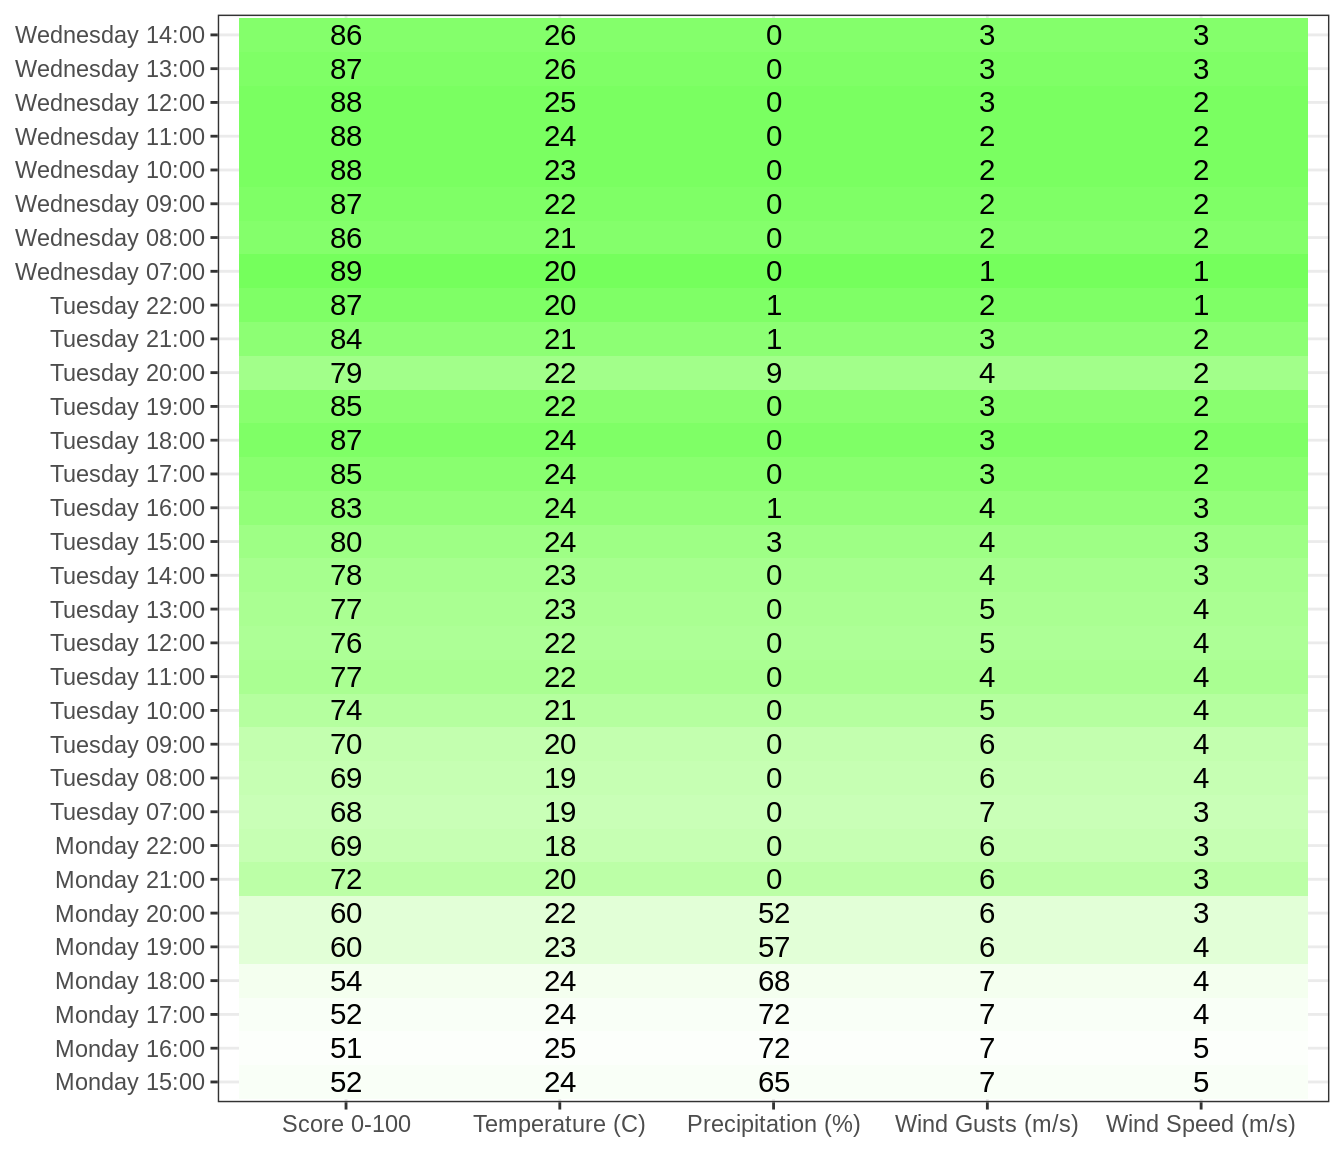 Wednesday 14:00 86 26 0 3 3
Wednesday 13:00 87 26 0 3 3
Wednesday 12:00 88 25 0 3 2
Wednesday 11:00 88 24 0 2 2
Wednesday 10:00 88 23 0 2 2
Wednesday 09:00 87 22 0 2 2
Wednesday 08:00 86 21 0 2 2
Wednesday 07:00 89 20 0 1 1
Tuesday 22:00 87 20 1 2 1
Tuesday 21:00 84 21 1 3 2
Tuesday 20:00 79 22 9 4 2
Tuesday 19:00 85 22 0 3 2
Tuesday 18:00 87 24 0 3 2
Tuesday 17:00 85 24 0 3 2
Tuesday 16:00 83 24 1 4 3
Tuesday 15:00 80 24 3 4 3
Tuesday 14:00 78 23 0 4 3
Tuesday 13:00 77 23 0 5 4
Tuesday 12:00 76 22 0 5 4
Tuesday 11:00 77 22 0 4 4
Tuesday 10:00 74 21 0 5 4
Tuesday 09:00 70 20 0 6 4
Tuesday 08:00 69 19 0 6 4
Tuesday 07:00 68 19 0 7 3
Monday 22:00 69 18 0 6 3
Monday 21:00 72 20 0 6 3
Monday 20:00 60 22 52 6 3
Monday 19:00 60 23 57 6 4
Monday 18:00 54 24 68 7 4
Monday 17:00 52 24 72 7 4
Monday 16:00 51 25 72 7 5
Monday 15:00 52 24 65 7 5
Score 0-100 Temperature (C) Precipitation (%) Wind Gusts (m/s) Wind Speed (m/s)